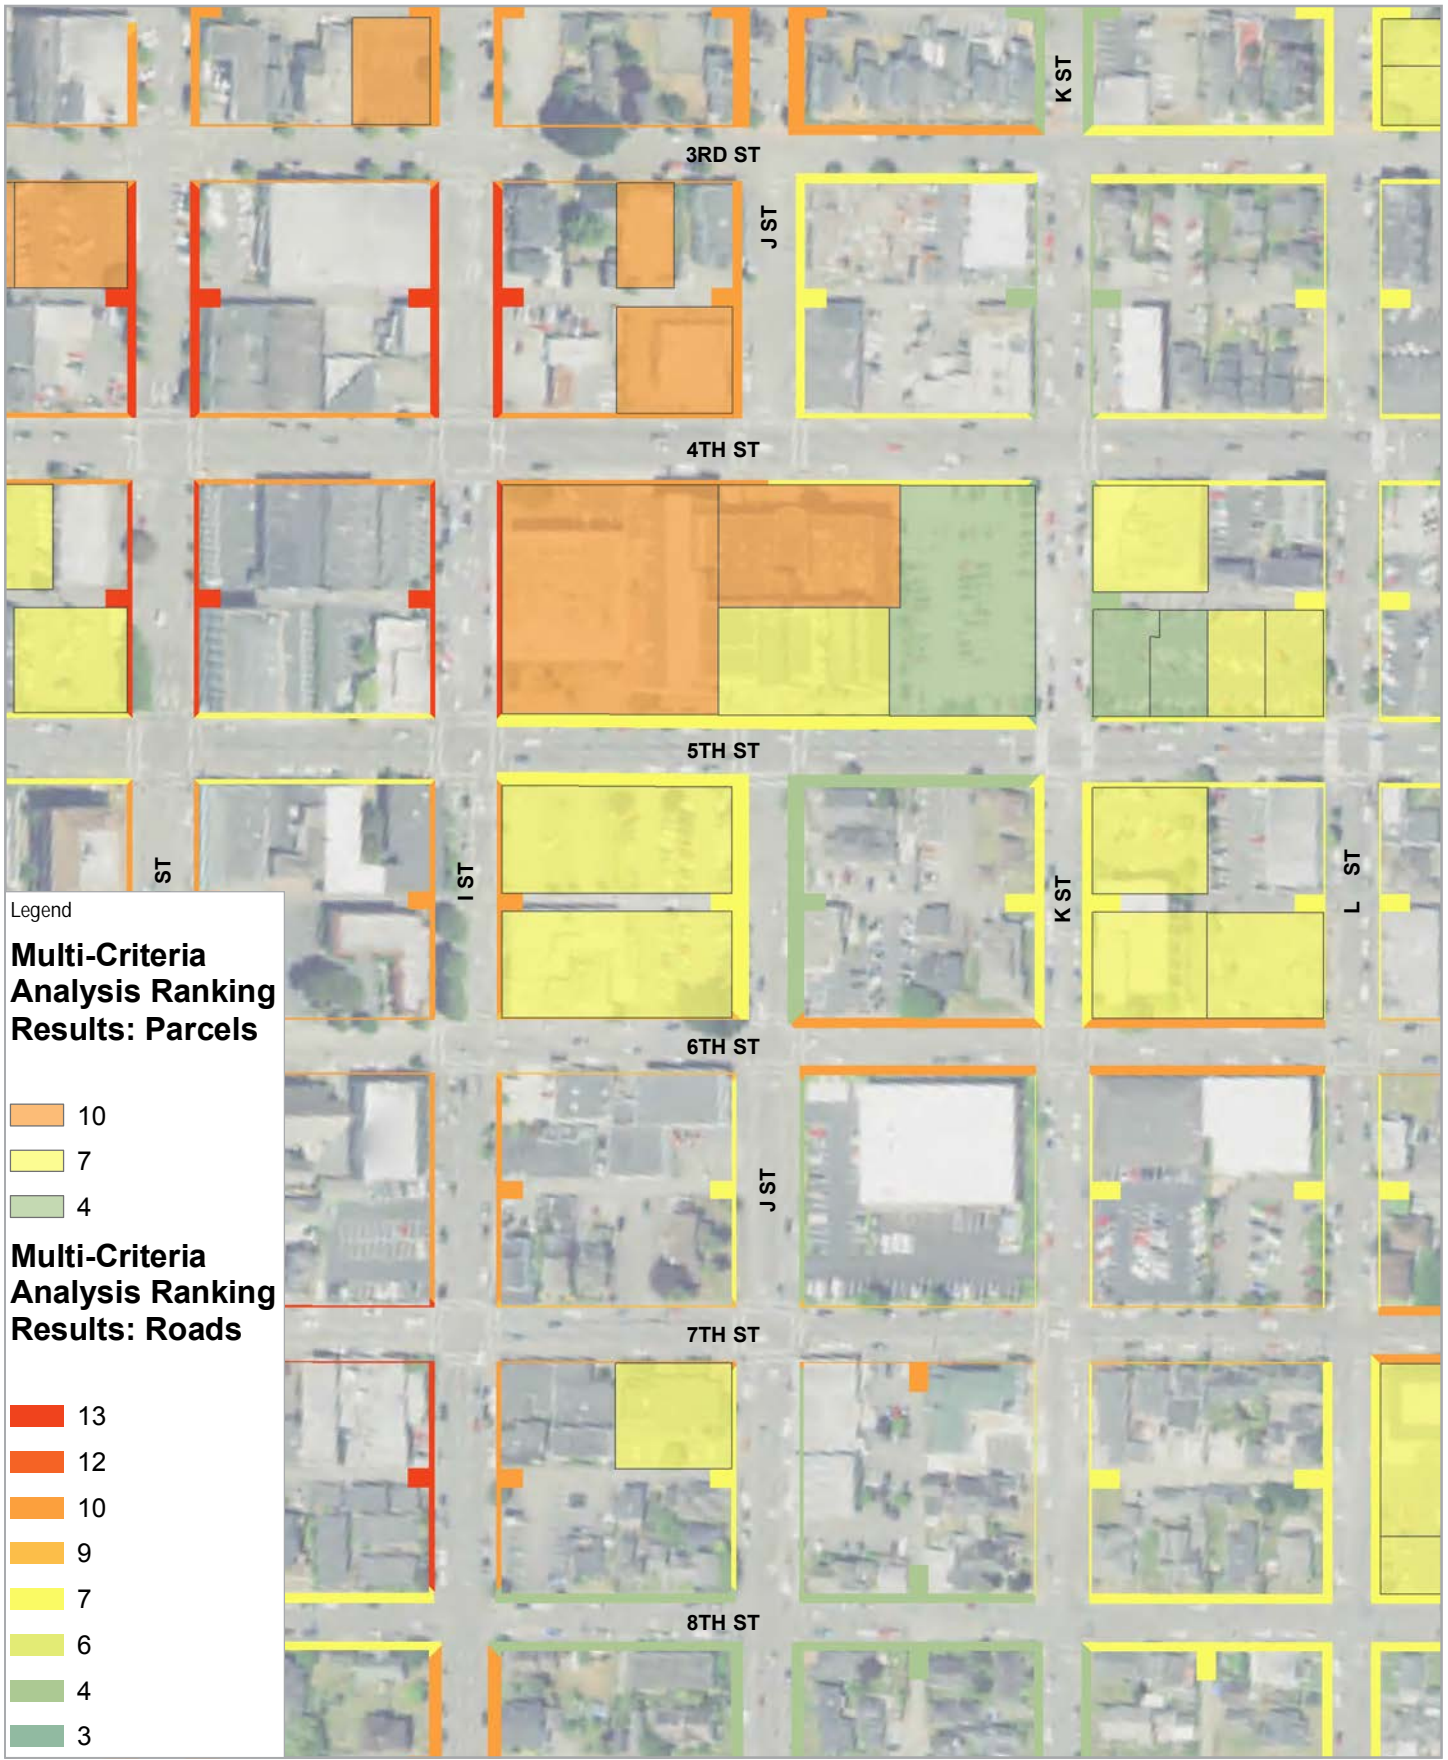 K ST
3RD ST
J ST
4TH ST
5TH ST
ST
I ST
K ST
L ST
6TH ST
J ST
7TH ST
8TH ST
Legend
Multi-Criteria
Analysis Ranking
Results: Parcels
10
7
4
Multi-Criteria
Analysis Ranking
Results: Roads
13
12
10
9
7
6
4
3